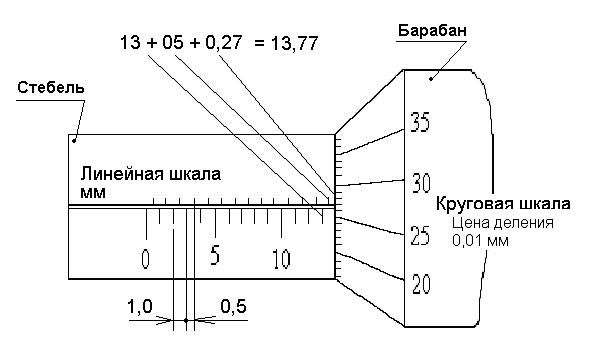 13 + 05 + 0,27 = 13,77
Барабан
Стебель
35
Линейная шкала
мм
30
Круговая шкала
Цена деления
0,01 мм
25
0 5 10
20
1,0 0,5